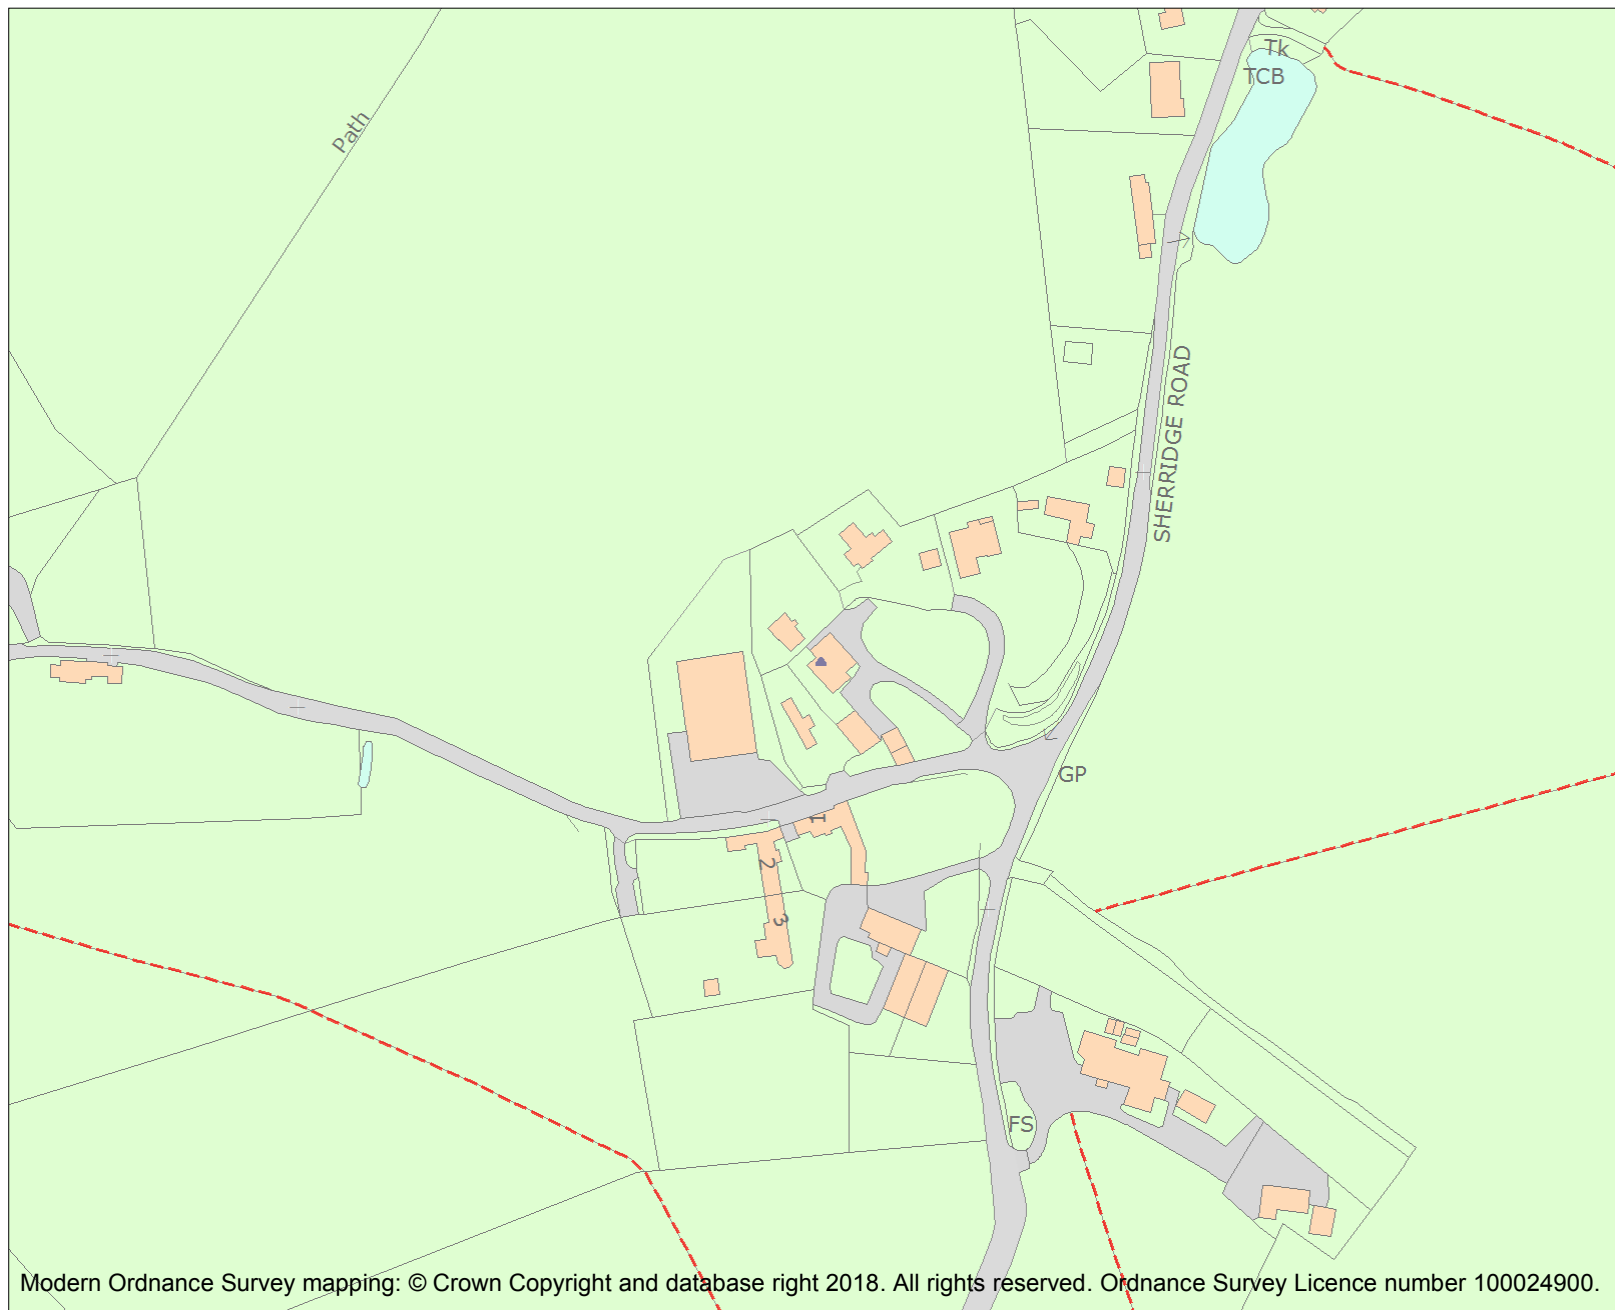 Tk
TCB
Path
SHERRIDGE ROAD
GP
1
2
3
FS
Modern Ordnance Survey mapping: © Crown Copyright and database right 2018. All rights reserved. Ordnance Survey Licence number 100024900.